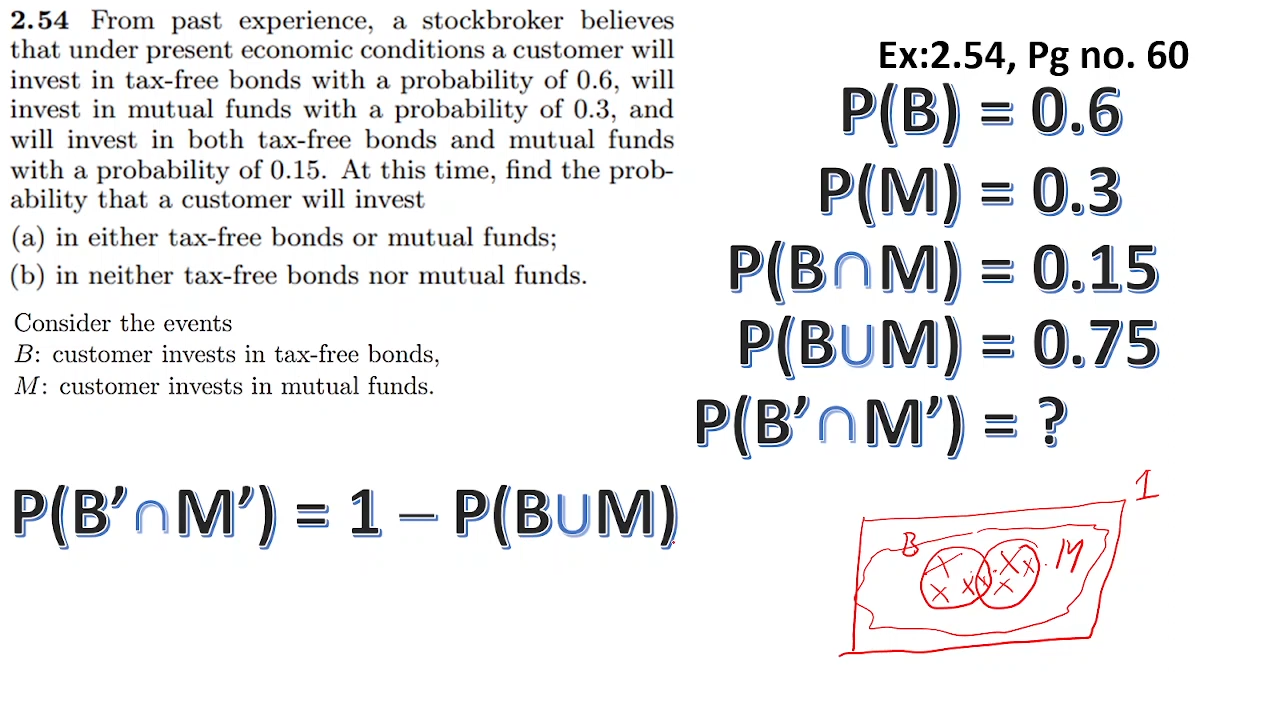 2.54 From past experience, a stockbroker believes
that under present economic conditions a customer will
invest in tax-free bonds with a probability of 0.6, will
invest in mutual funds with a probability of 0.3, and
will invest in both tax-free bonds and mutual funds
with a probability of 0.15. At this time, find the prob-
ability that a customer will invest
(a) in either tax-free bonds or mutual funds;
(b) in neither tax-free bonds nor mutual funds.
Consider the events
B: customer invests in tax-free bonds,
M: customer invests in mutual funds.
Ex:2.54, Pg no. 60
P(B) = 0.6
P(M) = 0.3
P(B∩M) = 0.15
P(B∪M) = 0.75
P(B’∩M’) = ?
P(B’∩M’) = 1 – P(B∪M)
1
B
M